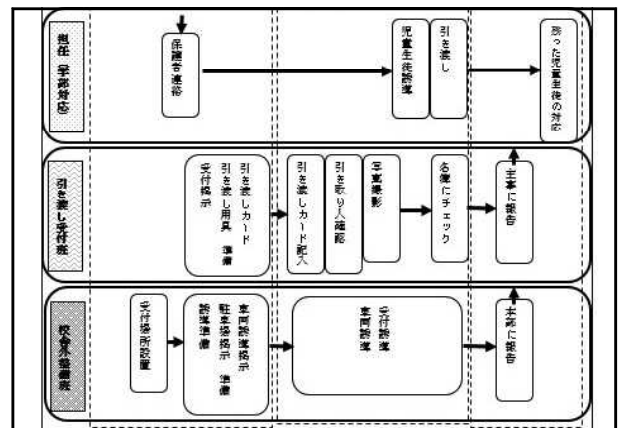 担任（学部対応）
保護者連絡
児童生徒誘導
引き渡し
残った児童生徒の対応
引き渡し受付班
引き渡しカード
引き渡し用具　準備
受付掲示
引き渡しカード記入
引き取り人確認
写真撮影
名簿にチェック
主事に報告
校舎外整備班
受付場所設置
車両誘導掲示
駐車場掲示　準備
誘導準備
受付誘導
車両誘導
本部に報告